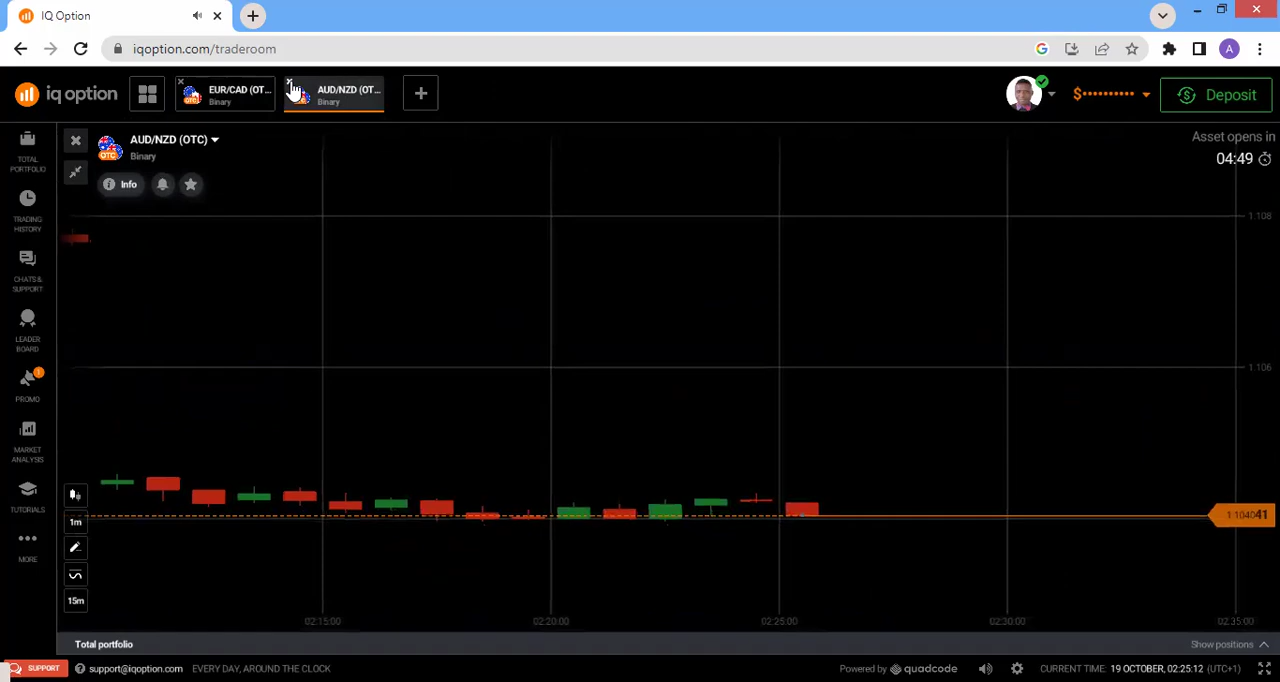 IQ Option
iqoption.com/traderoom
A
iq option
EUR/CAD (OT...
Binary
AUD/NZD (OT...
Binary
$••••••••••
Deposit
TOTAL
PORTFOLIO
TRADING
HISTORY
CHATS &
SUPPORT
LEADER
BOARD
1
PROMO
MARKET
ANALYSIS
TUTORIALS
MORE
AUD/NZD (OTC)
OTC
Binary
Info
Asset opens in
04:49
1.108
1.106
1.104041
1m
15m
02:15:00
02:20:00
02:25:00
02:30:00
02:35:00
Total portfolio
Show positions
SUPPORT
support@iqoption.com
EVERY DAY, AROUND THE CLOCK
Powered by quadcode
CURRENT TIME: 19 OCTOBER, 02:25:12 (UTC+1)